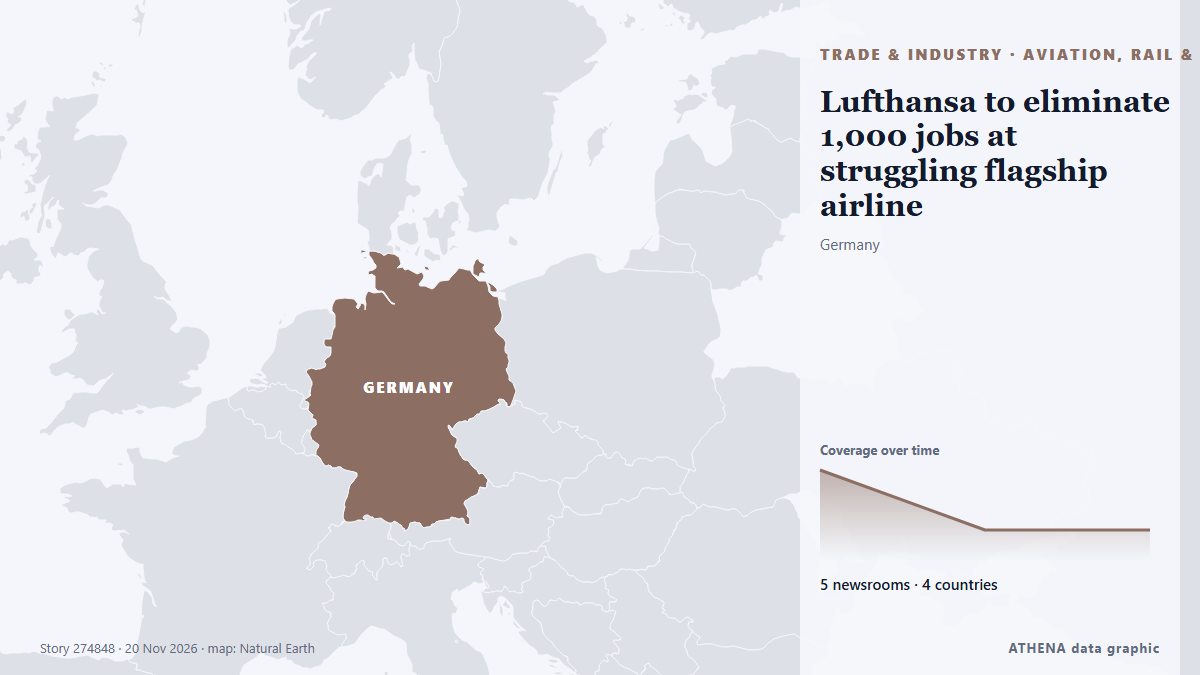 TRADE & INDUSTRY · AVIATION, RAIL &
Lufthansa to eliminate
1,000 jobs at
struggling flagship
airline
Germany
GERMANY
Coverage over time
5 newsrooms · 4 countries
Story 274848 · 20 Nov 2026 · map: Natural Earth
ATHENA data graphic